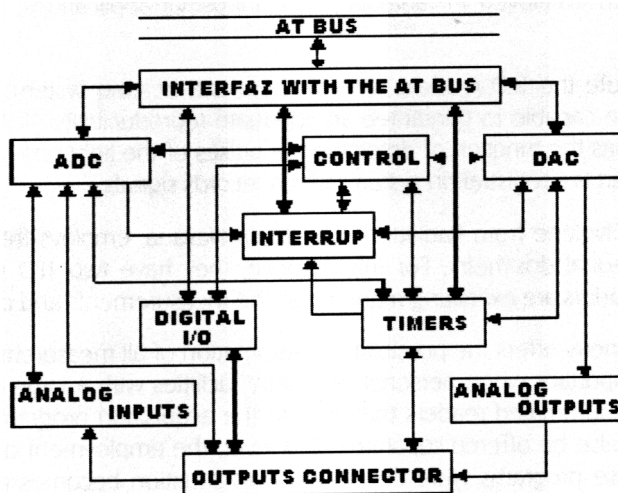 AT BUS
INTERFAZ WITH THE AT BUS
ADC
CONTROL
DAC
INTERRUP
DIGITAL
I/O
TIMERS
ANALOG
INPUTS
ANALOG
OUTPUTS
OUTPUTS CONNECTOR